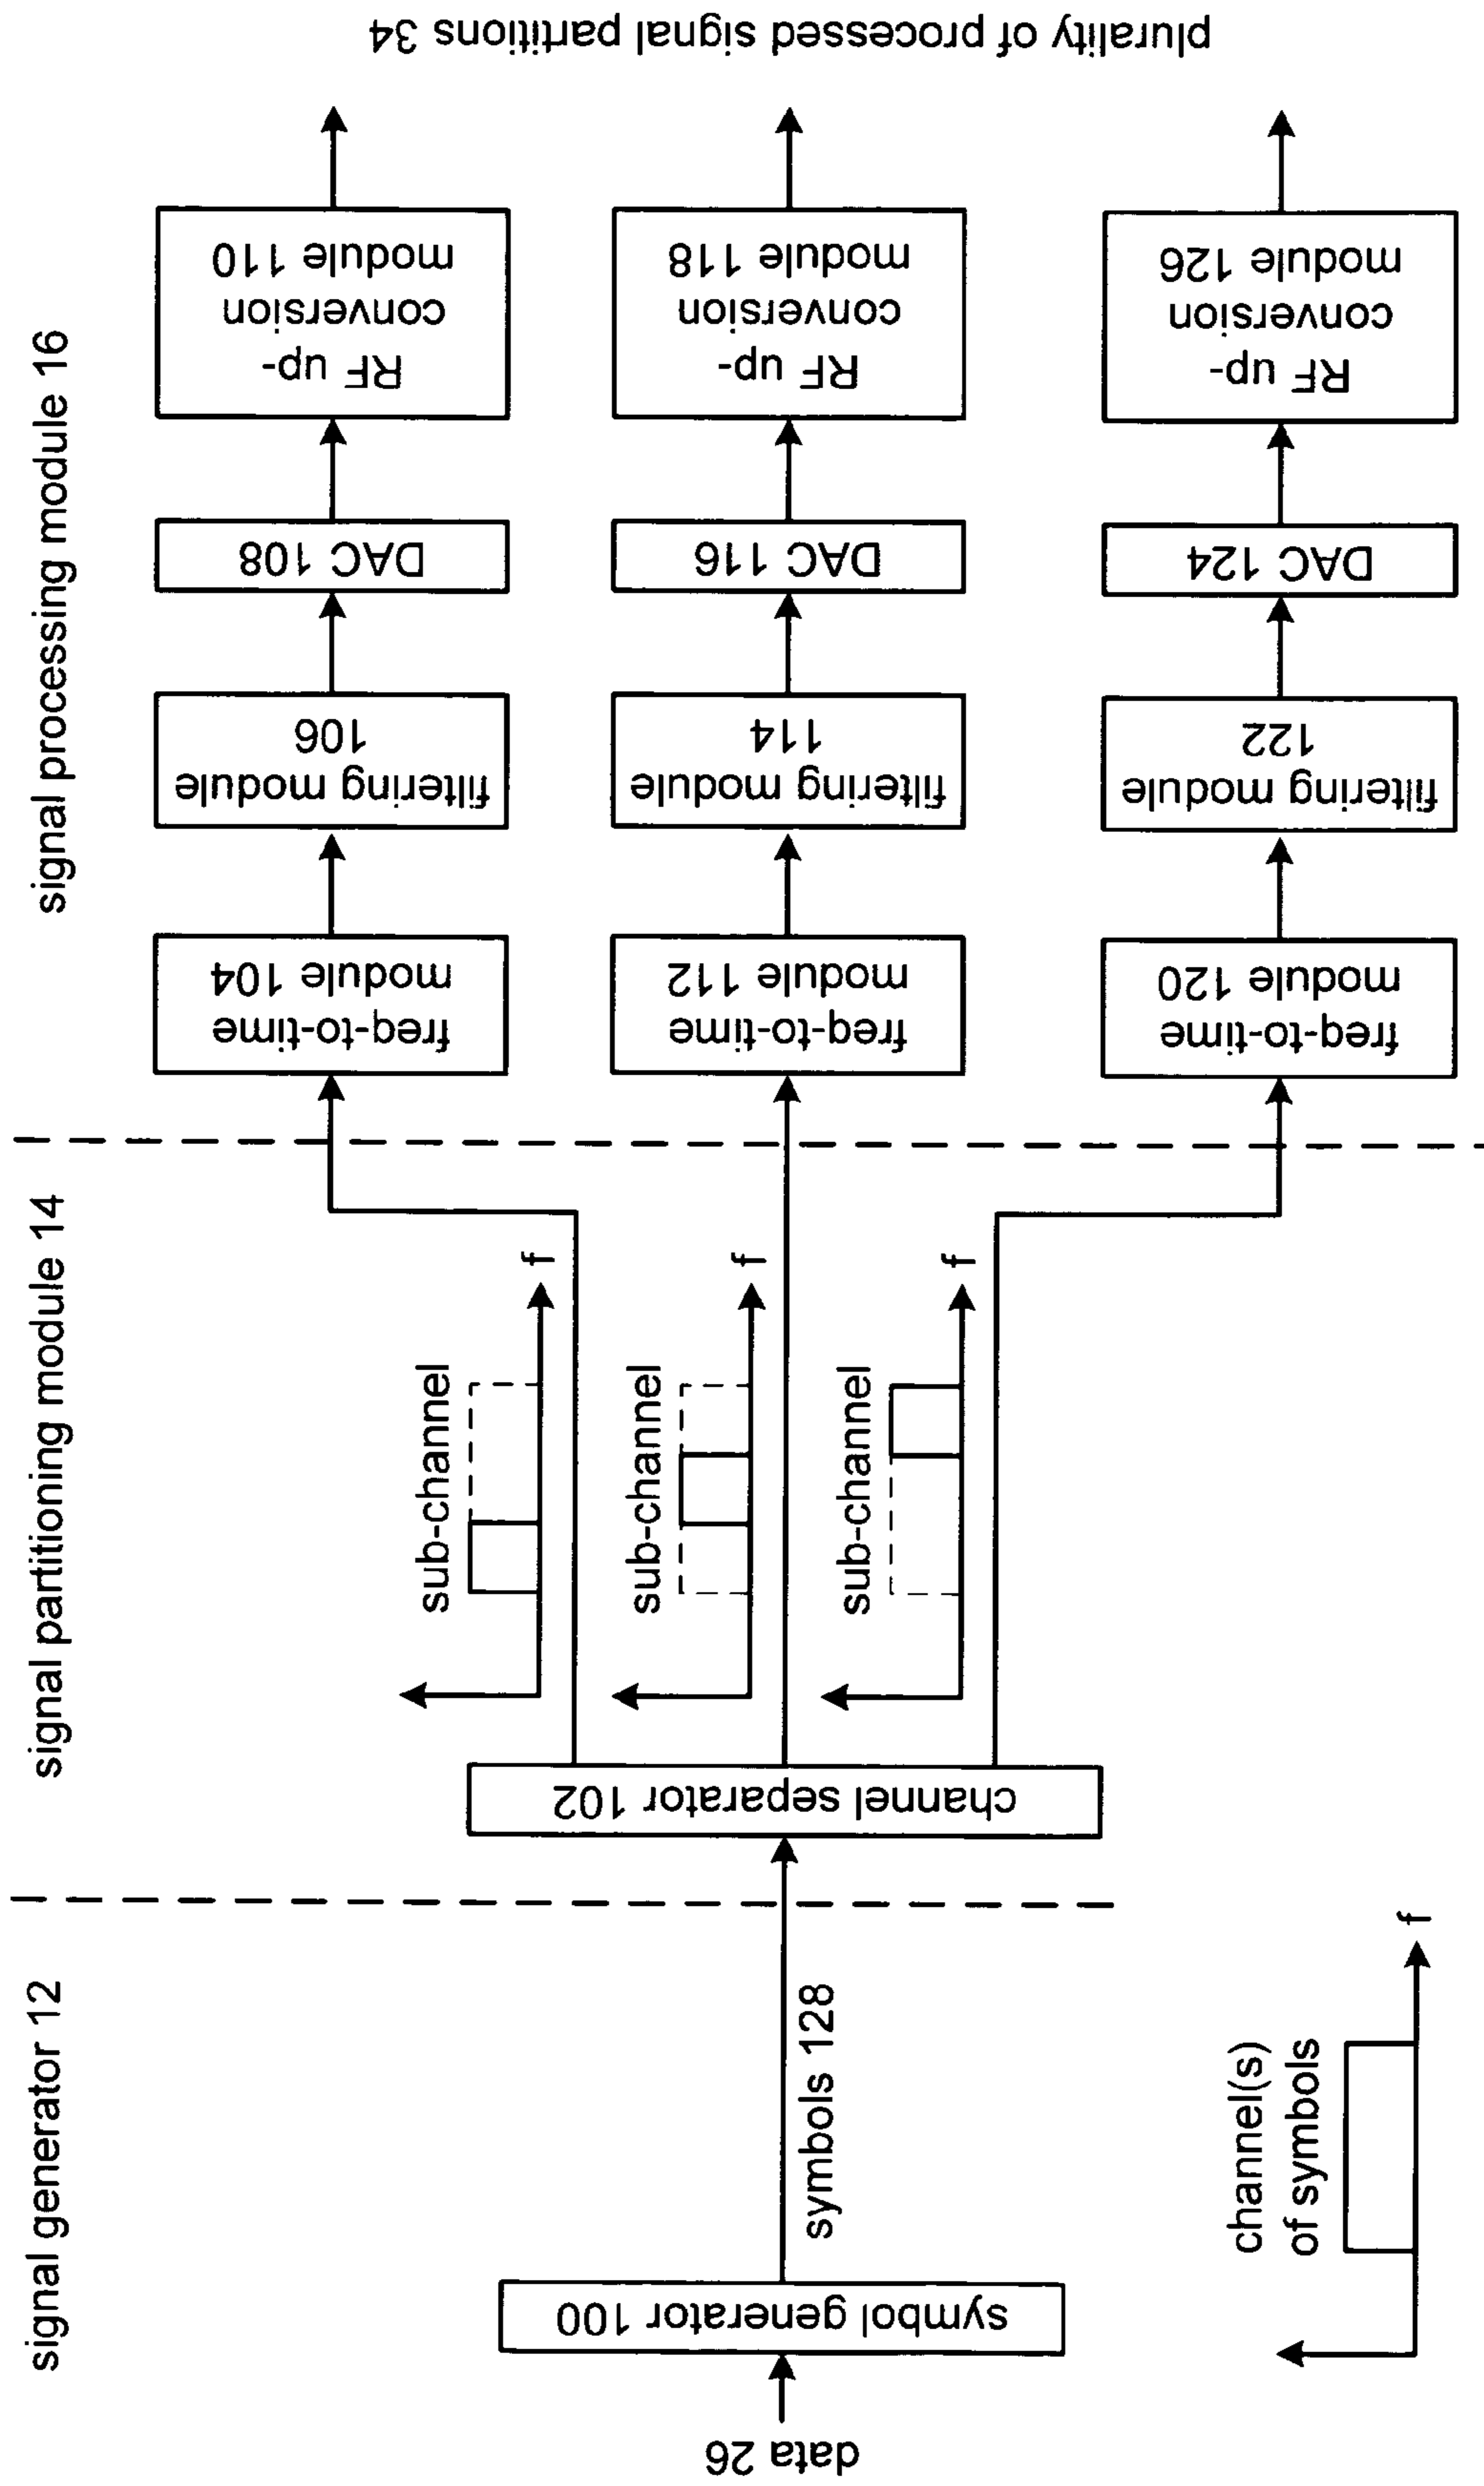 signal generator 12
signal partitioning module 14
signal processing module 16
data 26
symbol generator 100
symbols 128
channel(s)
of symbols
f
channel separator 102
sub-channel
f
sub-channel
f
sub-channel
f
freq-to-time
module 104
filtering module
106
DAC 108
RF up-
conversion
module 110
freq-to-time
module 112
filtering module
114
DAC 116
RF up-
conversion
module 118
freq-to-time
module 120
filtering module
122
DAC 124
RF up-
conversion
module 126
plurality of processed signal partitions 34